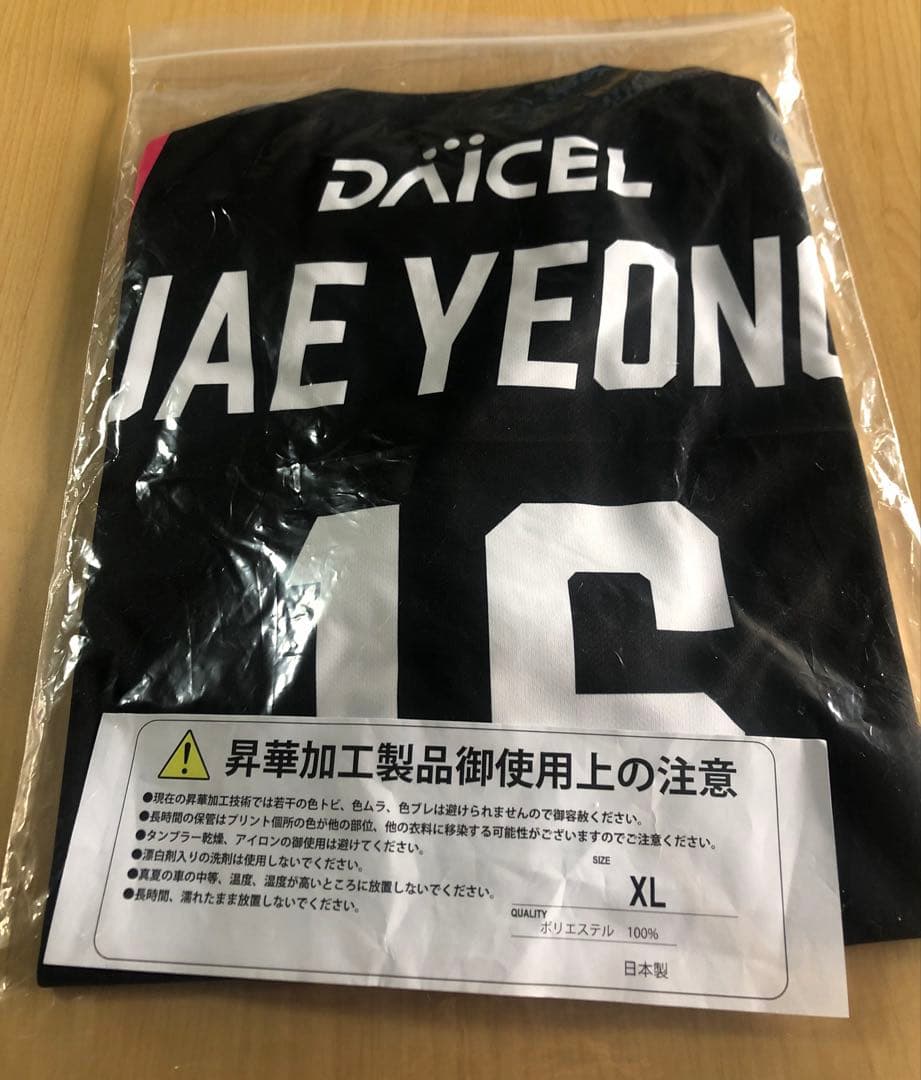 DAICEL
JAE YEONG
16
昇華加工製品御使用上の注意
●現在の昇華加工技術では若干の色トビ、色ムラ、色ブレは避けられませんので御容赦ください。
●長時間の保管はプリント個所の色が他の部位、他の衣料に移染する可能性がございますのでご注意ください。
●タンブラー乾燥、アイロンの御使用は避けてください。
●漂白剤入りの洗剤は使用しないでください。
●真夏の車の中等、温度、湿度が高いところに放置しないでください。
●長時間、濡れたまま放置しないでください。
SIZE
XL
QUALITY
ポリエステル 100%
日本製